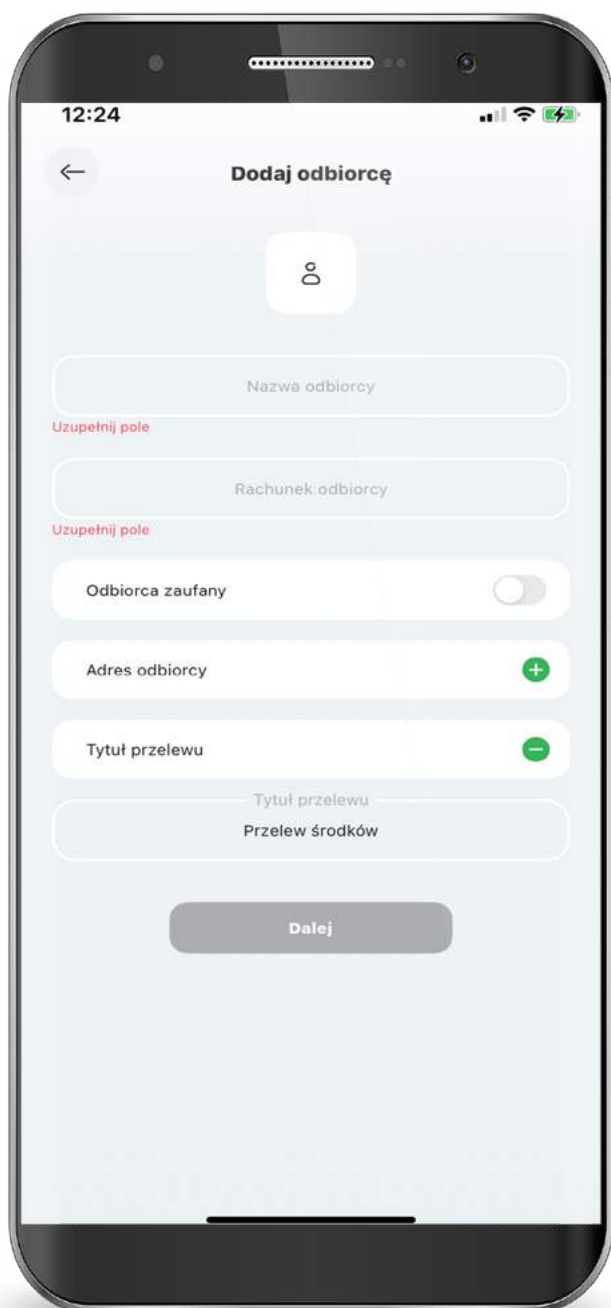 12:24
Dodaj odbiorcę
Nazwa odbiorcy
Uzupełnij pole
Rachunek odbiorcy
Uzupełnij pole
Odbiorca zaufany
Adres odbiorcy
Tytuł przelewu
Tytuł przelewu
Przelew środków
Dalej